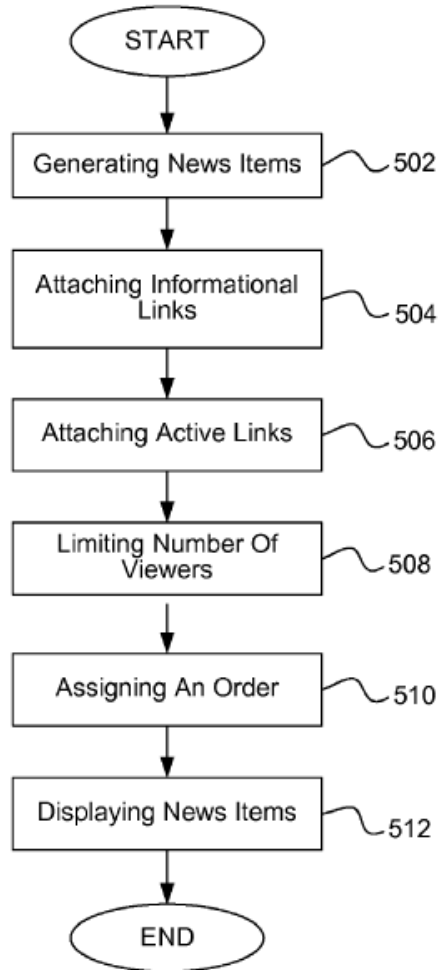 START
Generating News Items
502
Attaching Informational
Links
504
Attaching Active Links
506
Limiting Number Of
Viewers
508
Assigning An Order
510
Displaying News Items
512
END